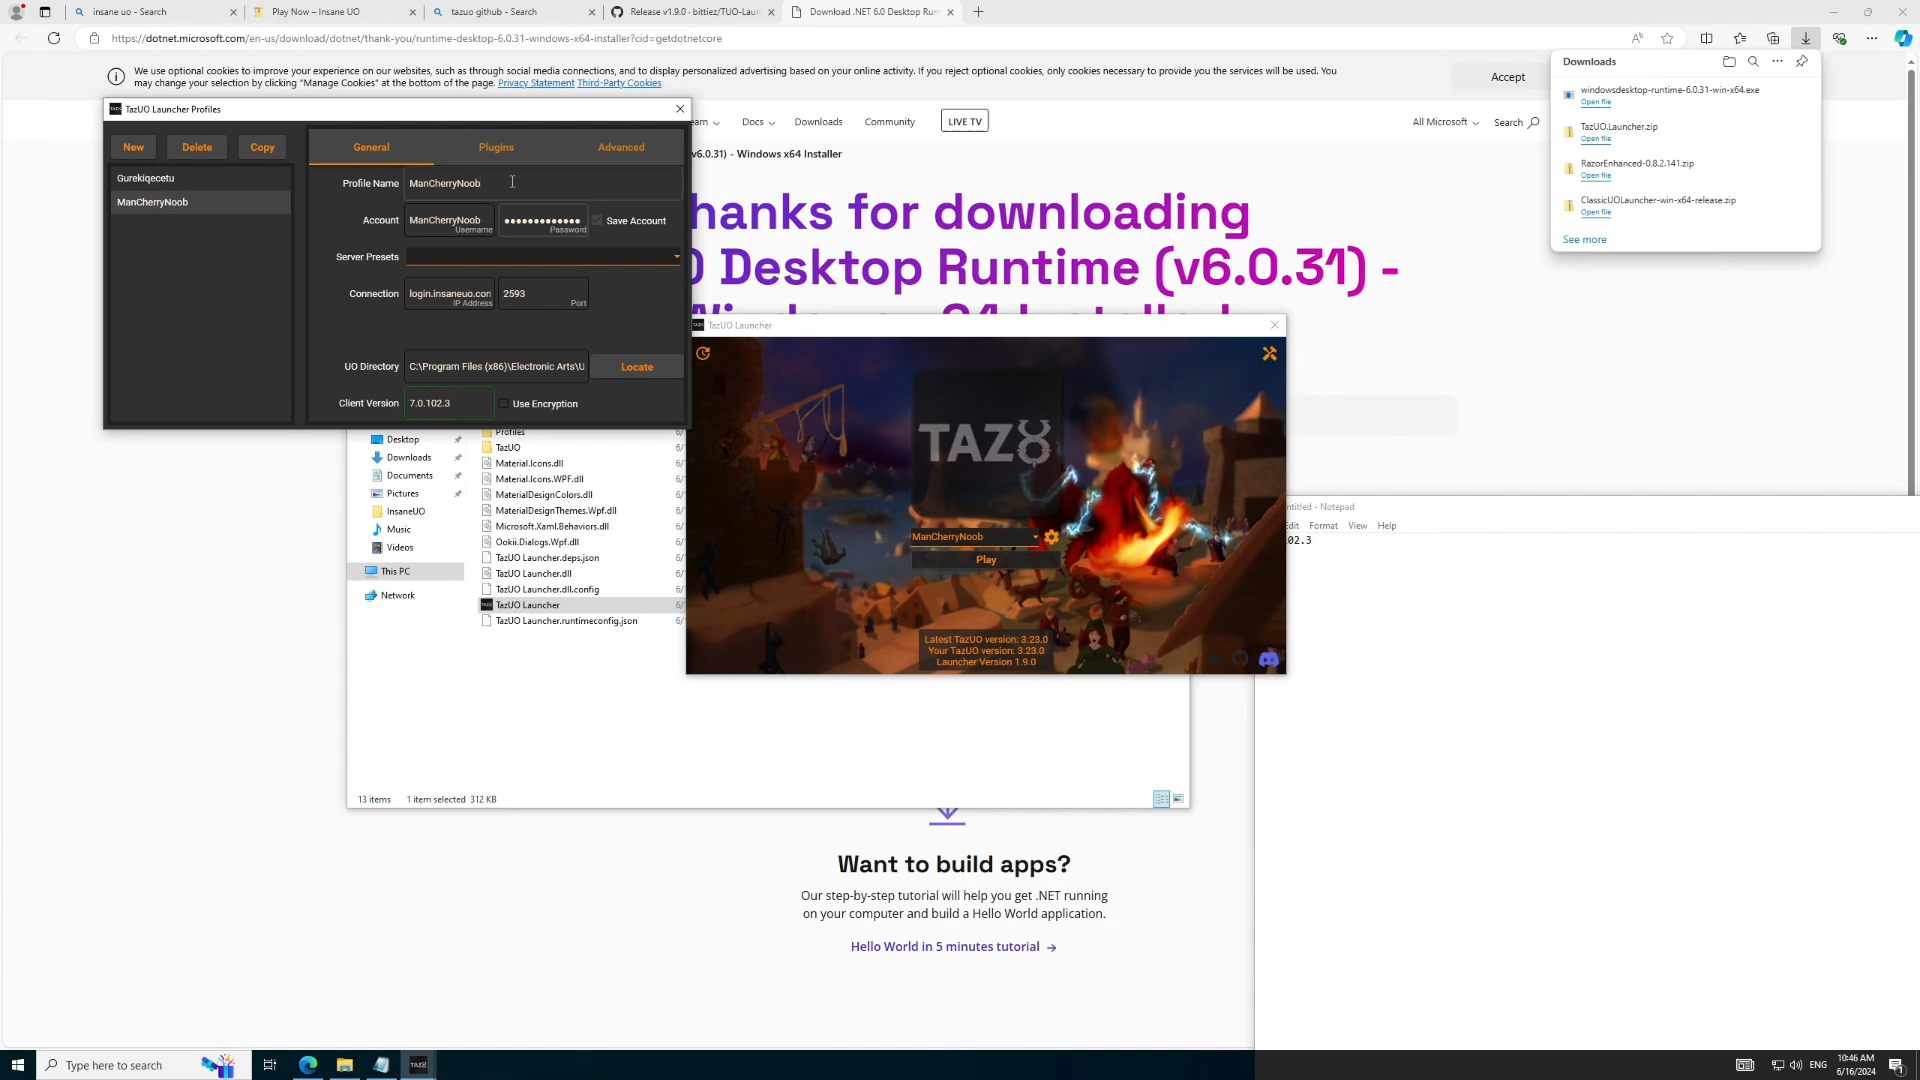 insane uo - Search
Play Now – Insane UO
tazuo github - Search
Release v1.9.0 · bittiez/TUO-Laun
Download .NET 6.0 Desktop Run
https://dotnet.microsoft.com/en-us/download/dotnet/thank-you/runtime-desktop-6.0.31-windows-x64-installer?cid=getdotnetcore
We use optional cookies to improve your experience on our websites, such as through social media connections, and to display personalized advertising based on your online activity. If you reject optional cookies, only cookies necessary to provide you the services will be used. You
may change your selection by clicking "Manage Cookies" at the bottom of the page. Privacy Statement Third-Party Cookies
Accept
Downloads
windowsdesktop-runtime-6.0.31-win-x64.exe
Open file
TazUO.Launcher.zip
Open file
RazorEnhanced-0.8.2.141.zip
Open file
ClassicUOLauncher-win-x64-release.zip
Open file
See more
earn
Docs
Downloads
Community
LIVE TV
All Microsoft
Search
v6.0.31) - Windows x64 Installer
hanks for downloading
Desktop Runtime (v6.0.31) -
TazUO Launcher Profiles
New
Delete
Copy
General
Plugins
Advanced
Gurekiqecetu
ManCherryNoob
Profile Name
ManCherryNoob
Account
ManCherryNoob
Username
Password
Save Account
Server Presets
Connection
login.insaneuo.con
IP Address
2593
Port
UO Directory
C:\Program Files (x86)\Electronic Arts\U
Locate
Client Version
7.0.102.3
Use Encryption
TazUO Launcher
TAZ
ManCherryNoob
Play
Latest TazUO version: 3.23.0
Your TazUO version: 3.23.0
Launcher Version 1.9.0
Desktop
Downloads
Documents
Pictures
InsaneUO
Music
Videos
This PC
Network
Profiles
TazUO
Material.Icons.dll
Material.Icons.WPF.dll
MaterialDesignColors.dll
MaterialDesignThemes.Wpf.dll
Microsoft.Xaml.Behaviors.dll
Ookii.Dialogs.Wpf.dll
TazUO Launcher.deps.json
TazUO Launcher.dll
TazUO Launcher.dll.config
TazUO Launcher
TazUO Launcher.runtimeconfig.json
13 items
1 item selected 312 KB
ntitled - Notepad
Edit Format View Help
02.3
Want to build apps?
Our step-by-step tutorial will help you get .NET running
on your computer and build a Hello World application.
Hello World in 5 minutes tutorial
Type here to search
ENG
10:46 AM
6/16/2024